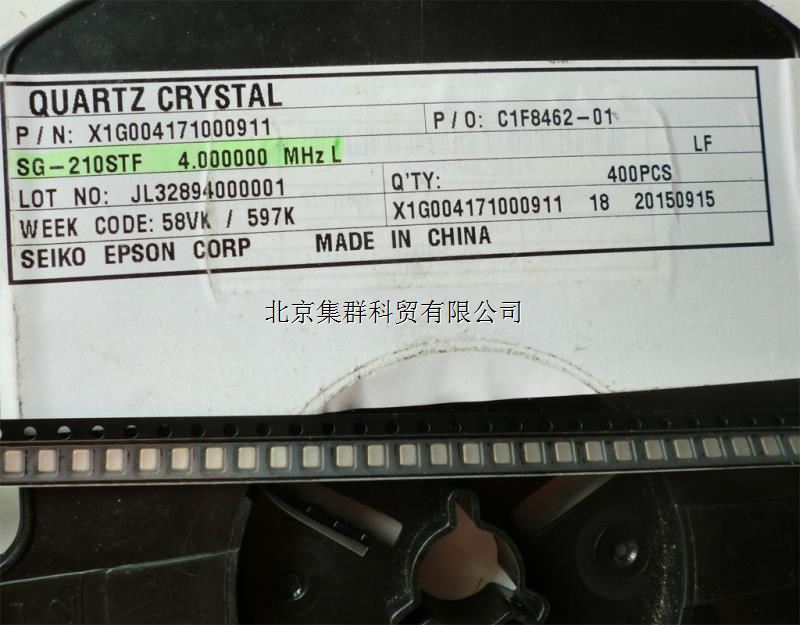 QUARTZ CRYSTAL
P/N: X1G004171000911
P/O: C1F8462-01
SG-210STF 4.000000 MHz L
LF
LOT NO: JL32894000001
Q'TY: 400PCS
WEEK CODE: 58VK / 597K
X1G004171000911 18 20150915
SEIKO EPSON CORP MADE IN CHINA
北京集群科贸有限公司